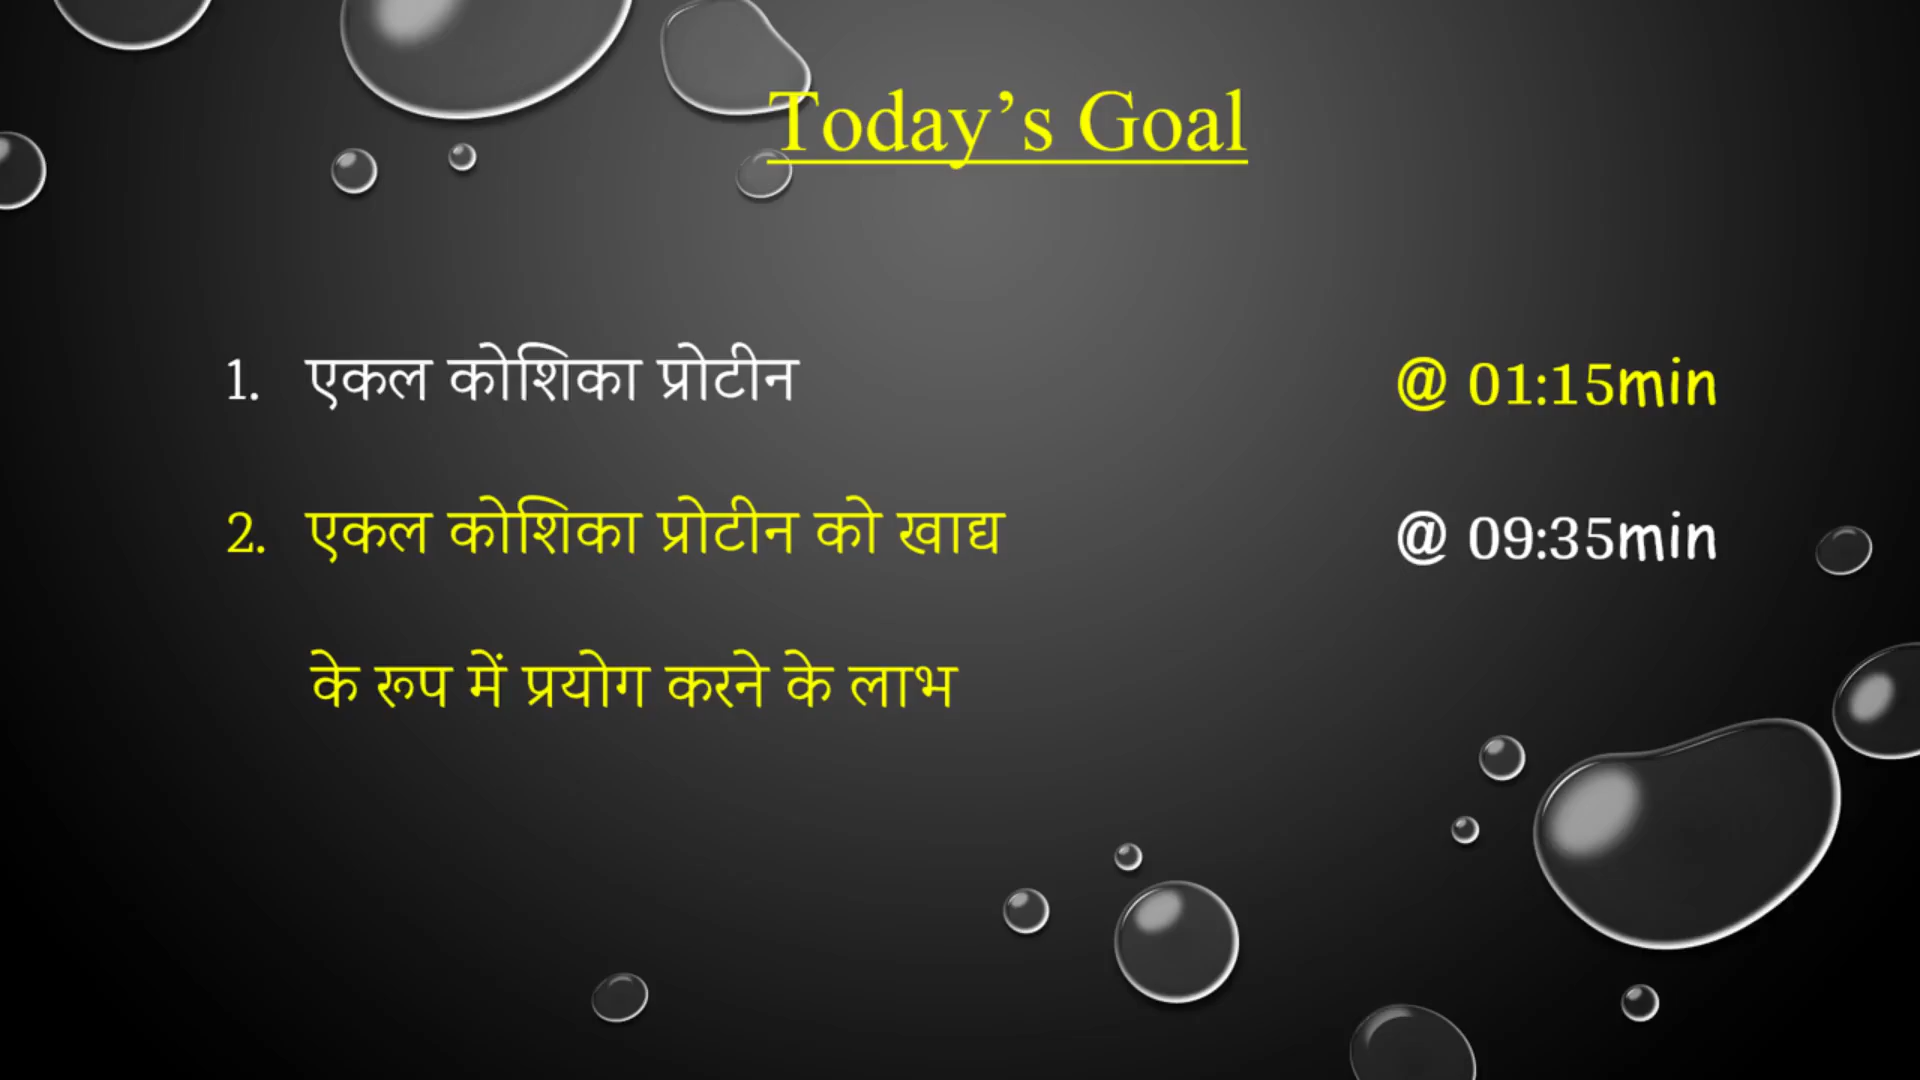 Today’s Goal
1. एकल कोशिका प्रोटीन @ 01:15min
2. एकल कोशिका प्रोटीन को खाद्य @ 09:35min
के रूप में प्रयोग करने के लाभ